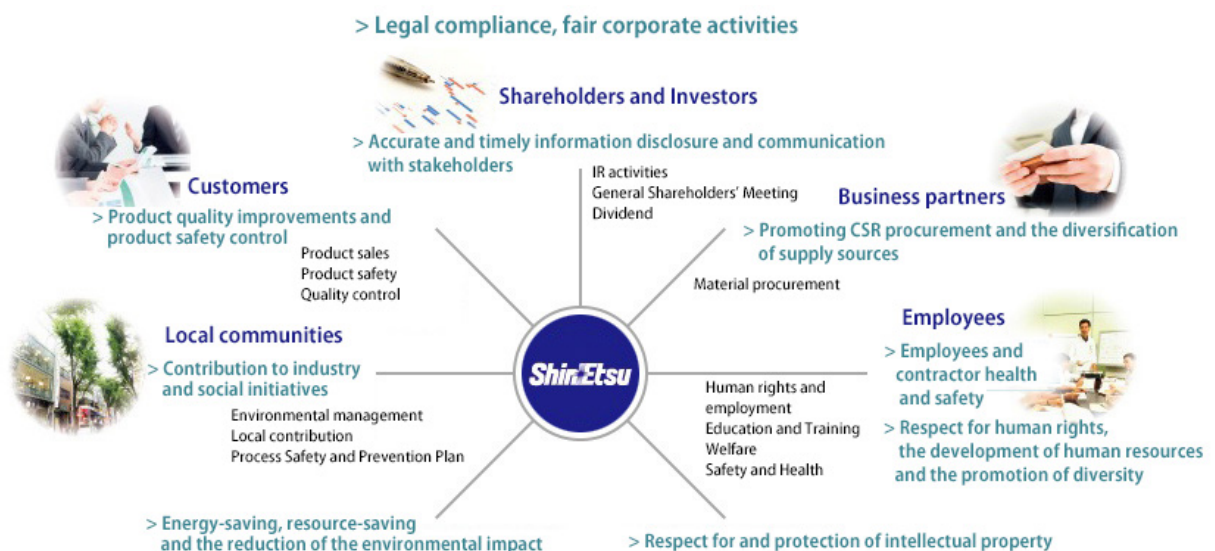 > Legal compliance, fair corporate activities
Shareholders and Investors
> Accurate and timely information disclosure and communication
with stakeholders
IR activities
General Shareholders' Meeting
Dividend
Customers
> Product quality improvements and
product safety control
Product sales
Product safety
Quality control
Business partners
> Promoting CSR procurement and the diversification
of supply sources
Material procurement
Local communities
> Contribution to industry
and social initiatives
Environmental management
Local contribution
Process Safety and Prevention Plan
ShinEtsu
Employees
> Employees and
contractor health
and safety
> Respect for human rights,
the development of human resources
and the promotion of diversity
Human rights and
employment
Education and Training
Welfare
Safety and Health
> Energy-saving, resource-saving
and the reduction of the environmental impact
> Respect for and protection of intellectual property